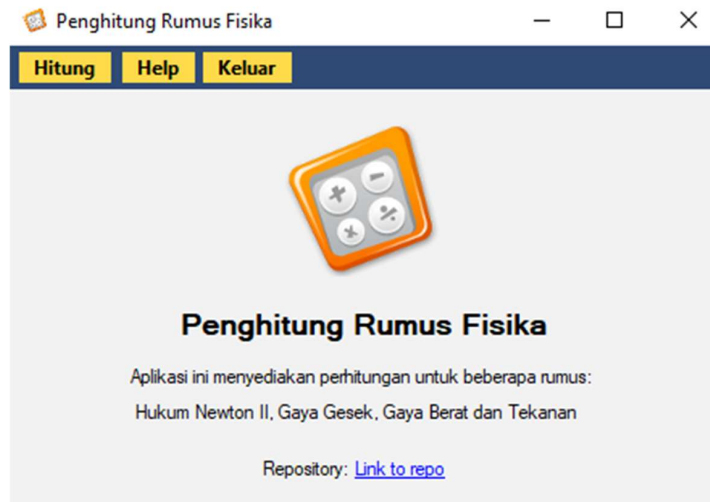 Penghitung Rumus Fisika
Hitung Help Keluar
Penghitung Rumus Fisika
Aplikasi ini menyediakan perhitungan untuk beberapa rumus:
Hukum Newton II, Gaya Gesek, Gaya Berat dan Tekanan
Repository: Link to repo